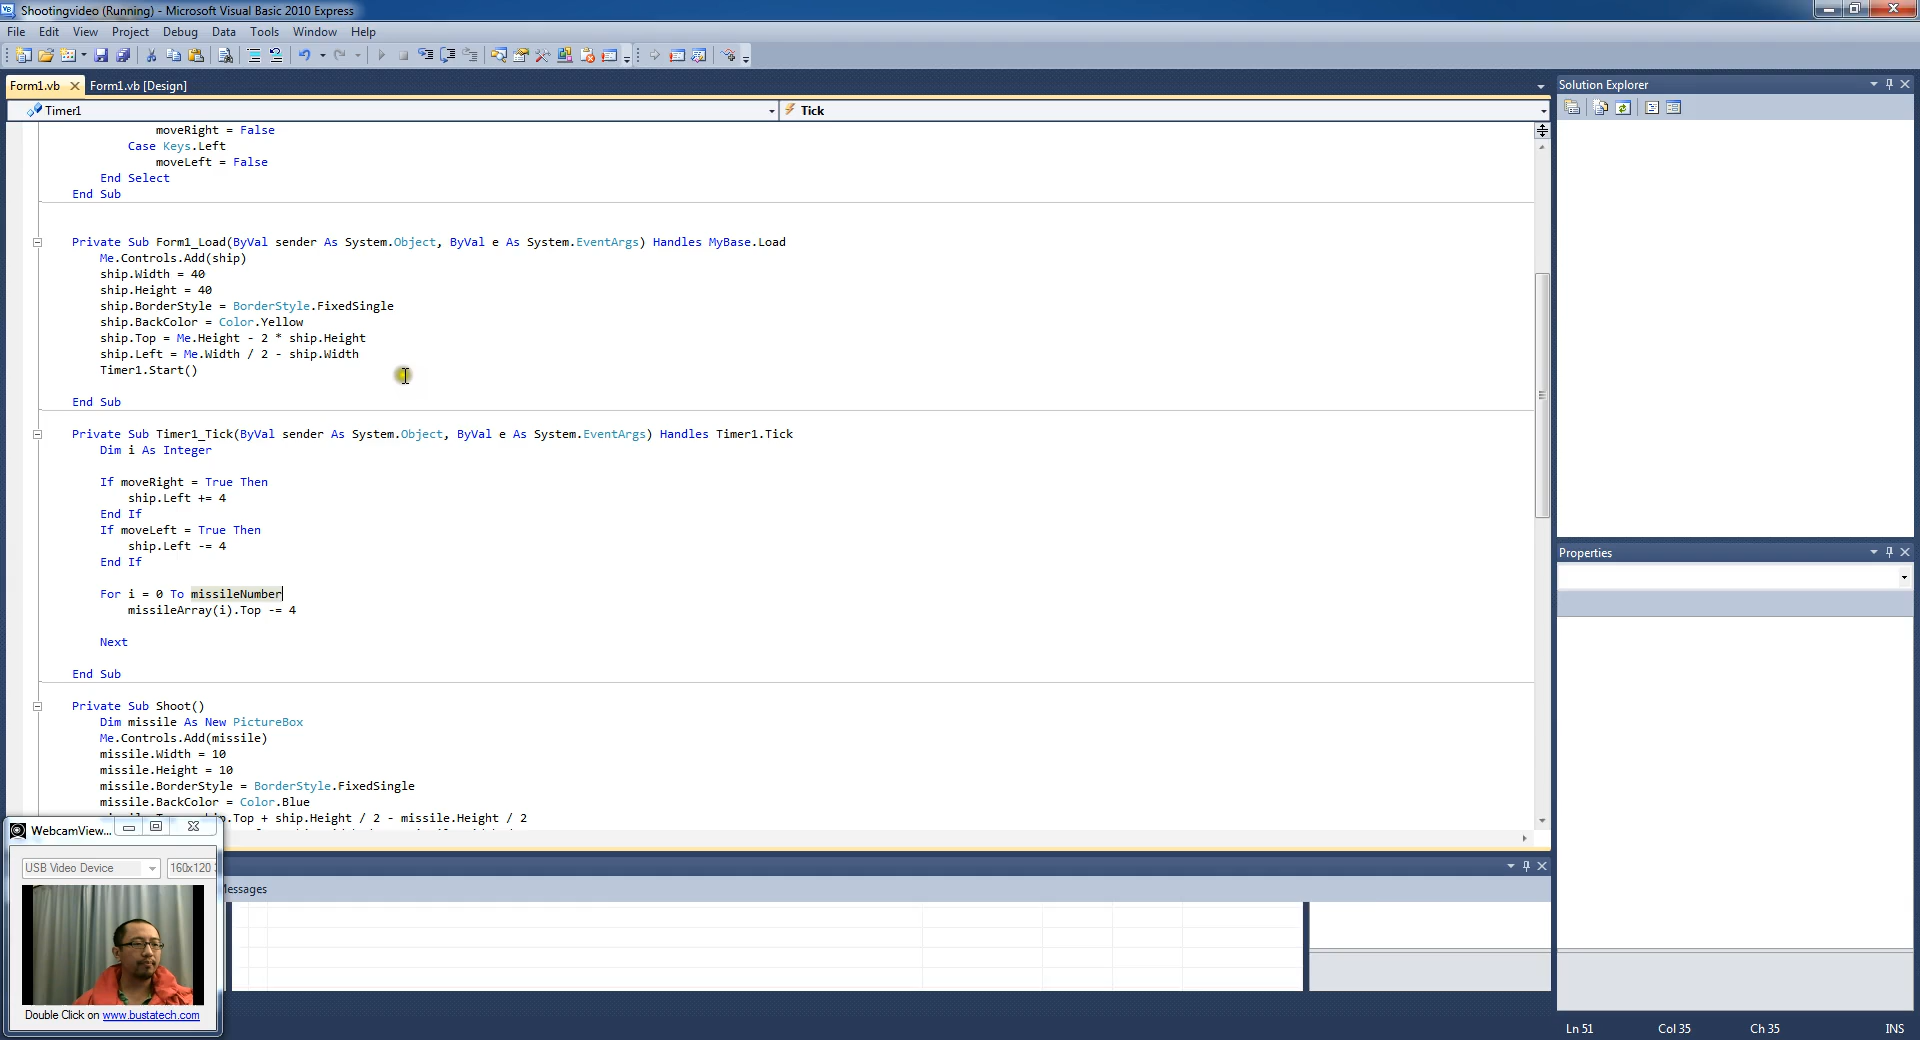 Shootingvideo (Running) - Microsoft Visual Basic 2010 Express
File Edit View Project Debug Data Tools Window Help
Form1.vb Form1.vb [Design]
Timer1 Tick
moveRight = False
Case Keys.Left
moveLeft = False
End Select
End Sub
Private Sub Form1_Load(ByVal sender As System.Object, ByVal e As System.EventArgs) Handles MyBase.Load
Me.Controls.Add(ship)
ship.Width = 40
ship.Height = 40
ship.BorderStyle = BorderStyle.FixedSingle
ship.BackColor = Color.Yellow
ship.Top = Me.Height - 2 * ship.Height
ship.Left = Me.Width / 2 - ship.Width
Timer1.Start()
End Sub
Private Sub Timer1_Tick(ByVal sender As System.Object, ByVal e As System.EventArgs) Handles Timer1.Tick
Dim i As Integer
If moveRight = True Then
ship.Left += 4
End If
If moveLeft = True Then
ship.Left -= 4
End If
For i = 0 To missileNumber
missileArray(i).Top -= 4
Next
End Sub
Private Sub Shoot()
Dim missile As New PictureBox
Me.Controls.Add(missile)
missile.Width = 10
missile.Height = 10
missile.BorderStyle = BorderStyle.FixedSingle
missile.BackColor = Color.Blue
.Top + ship.Height / 2 - missile.Height / 2
Solution Explorer
Properties
WebcamView...
USB Video Device 160x120
Messages
Double Click on www.bustatech.com
Ln 51 Col 35 Ch 35 INS